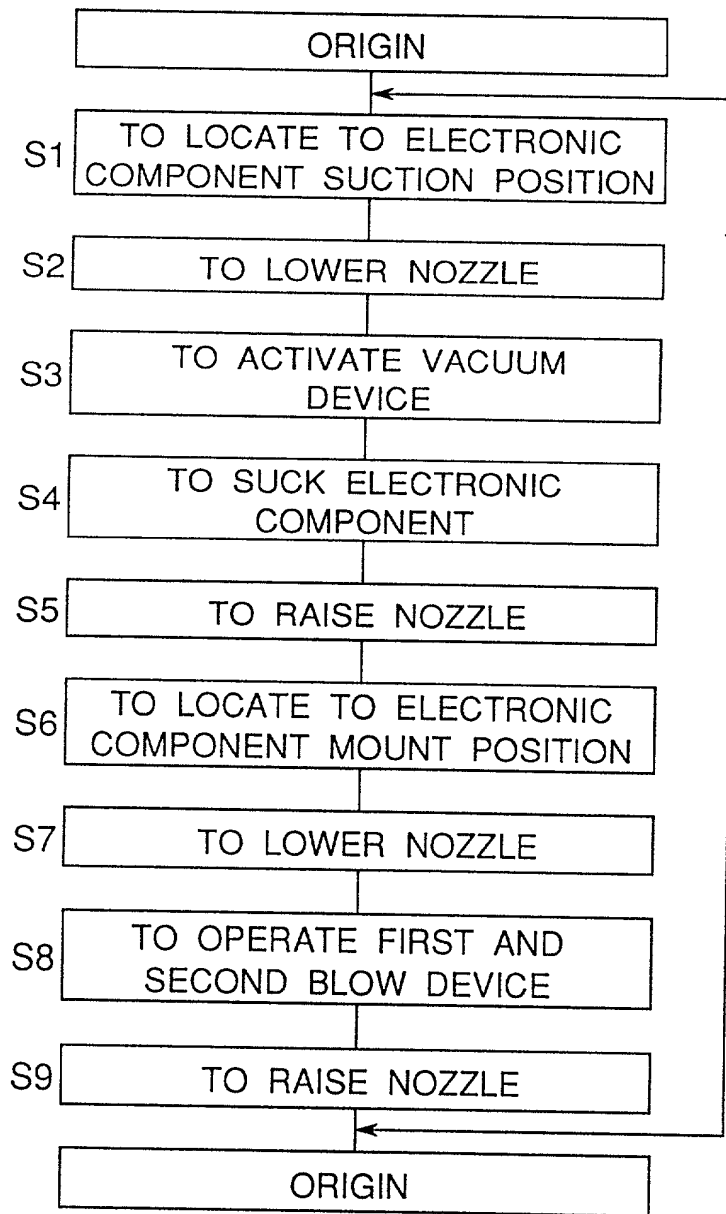 ORIGIN
S1
TO LOCATE TO ELECTRONIC
COMPONENT SUCTION POSITION
S2
TO LOWER NOZZLE
S3
TO ACTIVATE VACUUM
DEVICE
S4
TO SUCK ELECTRONIC
COMPONENT
S5
TO RAISE NOZZLE
S6
TO LOCATE TO ELECTRONIC
COMPONENT MOUNT POSITION
S7
TO LOWER NOZZLE
S8
TO OPERATE FIRST AND
SECOND BLOW DEVICE
S9
TO RAISE NOZZLE
ORIGIN